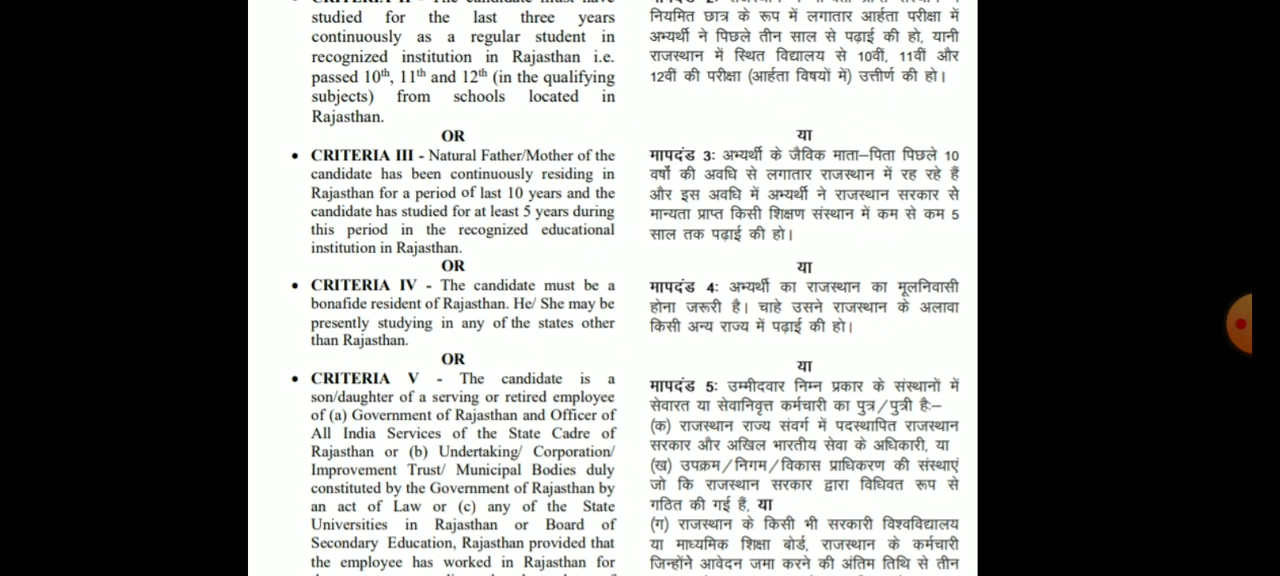 CRITERIA II - The candidate must have
studied for the last three years
continuously as a regular student in
recognized institution in Rajasthan i.e.
passed 10th, 11th and 12th (in the qualifying
subjects) from schools located in
Rajasthan.
OR
• CRITERIA III - Natural Father/Mother of the
candidate has been continuously residing in
Rajasthan for a period of last 10 years and the
candidate has studied for at least 5 years during
this period in the recognized educational
institution in Rajasthan.
OR
• CRITERIA IV - The candidate must be a
bonafide resident of Rajasthan. He/ She may be
presently studying in any of the states other
than Rajasthan.
OR
• CRITERIA V - The candidate is a
son/daughter of a serving or retired employee
of (a) Government of Rajasthan and Officer of
All India Services of the State Cadre of
Rajasthan or (b) Undertaking/ Corporation/
Improvement Trust/ Municipal Bodies duly
constituted by the Government of Rajasthan by
an act of Law or (c) any of the State
Universities in Rajasthan or Board of
Secondary Education, Rajasthan provided that
the employee has worked in Rajasthan for
नियमित छात्र के रूप में लगातार आर्हता परीक्षा में
अभ्यर्थी ने पिछले तीन साल से पढ़ाई की हो, यानी
राजस्थान में स्थित विद्यालय से 10वीं, 11वीं और
12वीं की परीक्षा (आर्हता विषयों में) उत्तीर्ण की हो।
या
मापदंड 3: अभ्यर्थी के जैविक माता–पिता पिछले 10
वर्षों की अवधि से लगातार राजस्थान में रह रहे हैं
और इस अवधि में अभ्यर्थी ने राजस्थान सरकार से
मान्यता प्राप्त किसी शिक्षण संस्थान में कम से कम 5
साल तक पढ़ाई की हो।
या
मापदंड 4: अभ्यर्थी का राजस्थान का मूलनिवासी
होना जरूरी है। चाहे उसने राजस्थान के अलावा
किसी अन्य राज्य में पढ़ाई की हो।
या
मापदंड 5: उम्मीदवार निम्न प्रकार के संस्थानों में
सेवारत या सेवानिवृत्त कर्मचारी का पुत्र/पुत्री है:–
(क) राजस्थान राज्य संवर्ग में पदस्थापित राजस्थान
सरकार और अखिल भारतीय सेवा के अधिकारी, या
(ख) उपक्रम/निगम/विकास प्राधिकरण की संस्थाएं
जो कि राजस्थान सरकार द्वारा विधिवत रूप से
गठित की गई हैं, या
(ग) राजस्थान के किसी भी सरकारी विश्वविद्यालय
या माध्यमिक शिक्षा बोर्ड, राजस्थान के कर्मचारी
जिन्होंने आवेदन जमा करने की अंतिम तिथि से तीन